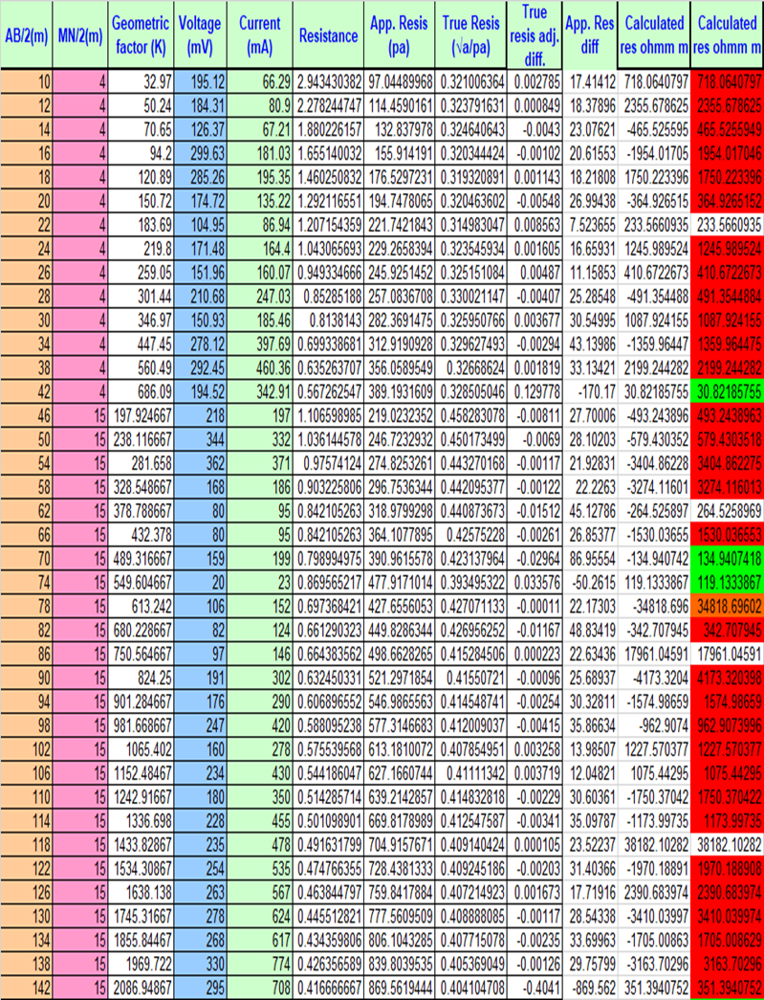 AB/2(m) MN/2(m) Geometric factor (K) Voltage (mV) Current (mA) Resistance App. Resis (pa) True Resis (√a/pa) True resis adj. diff. App. Res diff Calculated res ohmm m Calculated res ohmm m
10 4 32.97 195.12 66.29 2.943430382 97.04489968 0.321006364 0.002785 17.41412 718.0640797 718.0640797
12 4 50.24 184.31 80.9 2.278244747 114.4590161 0.323791631 0.000849 18.37896 2355.678625 2355.678625
14 4 70.65 126.37 67.21 1.880226157 132.837978 0.324640643 -0.0043 23.07621 -465.525595 465.5255949
16 4 94.2 299.63 181.03 1.655140032 155.914191 0.320344424 -0.00102 20.61553 -1954.01705 1954.017046
18 4 120.89 285.26 195.35 1.460250832 176.5297231 0.319320891 0.001143 18.21808 1750.223396 1750.223396
20 4 150.72 174.72 135.22 1.292116551 194.7478065 0.320463602 -0.00548 26.99438 -364.926515 364.9265152
22 4 183.69 104.95 86.94 1.207154359 221.7421843 0.314983047 0.008563 7.523655 233.5660935 233.5660935
24 4 219.8 171.48 164.4 1.043065693 229.2658394 0.323545934 0.001605 16.65931 1245.989524 1245.989524
26 4 259.05 151.96 160.07 0.949334666 245.9251452 0.325151084 0.00487 11.15853 410.6722673 410.6722673
28 4 301.44 210.68 247.03 0.85285188 257.0836708 0.330021147 -0.00407 25.28548 -491.354488 491.3544884
30 4 346.97 150.93 185.46 0.8138143 282.3691475 0.325950766 0.003677 30.54995 1087.924155 1087.924155
34 4 447.45 278.12 397.69 0.699338681 312.9190928 0.329627493 -0.00294 43.13986 -1359.96447 1359.964475
38 4 560.49 292.45 460.36 0.635263707 356.0589549 0.32668624 0.001819 33.13421 2199.244282 2199.244282
42 4 686.09 194.52 342.91 0.567262547 389.1931609 0.328505046 0.129778 -170.17 30.82185755 30.82185755
46 15 197.924667 218 197 1.106598985 219.0232352 0.458283078 -0.00811 27.70006 -493.243896 493.2438963
50 15 238.116667 344 332 1.036144578 246.7232932 0.450173499 -0.0069 28.10203 -579.430352 579.4303518
54 15 281.658 362 371 0.97574124 274.8253261 0.443270168 -0.00117 21.92831 -3404.86228 3404.862275
58 15 328.548667 168 186 0.903225806 296.7536344 0.442095377 -0.00122 22.2263 -3274.11601 3274.116013
62 15 378.788667 80 95 0.842105263 318.9799298 0.440873673 -0.01512 45.12786 -264.525897 264.5258969
66 15 432.378 80 95 0.842105263 364.1077895 0.42575228 -0.00261 26.85377 -1530.03655 1530.036553
70 15 489.316667 159 199 0.798994975 390.9615578 0.423137964 -0.02964 86.95554 -134.940742 134.9407418
74 15 549.604667 20 23 0.869565217 477.9171014 0.393495322 0.033576 -50.2615 119.1333867 119.1333867
78 15 613.242 106 152 0.697368421 427.6556053 0.427071133 -0.00011 22.17303 -34818.696 34818.69602
82 15 680.228667 82 124 0.661290323 449.8286344 0.426956252 -0.01167 48.83419 -342.707945 342.707945
86 15 750.564667 97 146 0.664383562 498.6628265 0.415284506 0.000223 22.63436 17961.04591 17961.04591
90 15 824.25 191 302 0.632450331 521.2971854 0.41550721 -0.00096 25.68937 -4173.3204 4173.320398
94 15 901.284667 176 290 0.606896552 546.9865563 0.414548741 -0.00254 30.32811 -1574.98659 1574.98659
98 15 981.668667 247 420 0.588095238 577.3146683 0.412009037 -0.00415 35.86634 -962.9074 962.9073996
102 15 1065.402 160 278 0.575539568 613.1810072 0.407854951 0.003258 13.98507 1227.570377 1227.570377
106 15 1152.48467 234 430 0.544186047 627.1660744 0.41111342 0.003719 12.04821 1075.44295 1075.44295
110 15 1242.91667 180 350 0.514285714 639.2142857 0.414832818 -0.00229 30.60361 -1750.37042 1750.370422
114 15 1336.698 228 455 0.501098901 669.8178989 0.412547587 -0.00341 35.09787 -1173.99735 1173.99735
118 15 1433.82867 235 478 0.491631799 704.9157671 0.409140424 0.000105 23.52237 38182.10282 38182.10282
122 15 1534.30867 254 535 0.474766355 728.4381333 0.409245186 -0.00203 31.40366 -1970.18891 1970.188908
126 15 1638.138 263 567 0.463844797 759.8417884 0.407214923 0.001673 17.71916 2390.683974 2390.683974
130 15 1745.31667 278 624 0.445512821 777.5609509 0.408888085 -0.00117 28.54338 -3410.03997 3410.039974
134 15 1855.84467 268 617 0.434359806 806.1043285 0.407715078 -0.00235 33.69963 -1705.00863 1705.008629
138 15 1969.722 330 774 0.426356589 839.8039535 0.405369049 -0.00126 29.75799 -3163.70296 3163.70296
142 15 2086.94867 295 708 0.416666667 869.5619444 0.404104708 -0.4041 -869.562 351.3940752 351.3940752